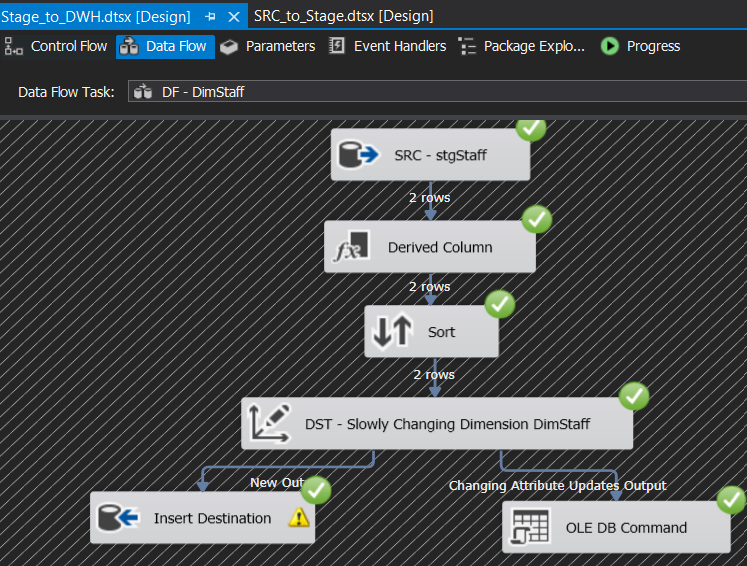 Stage_to_DWH.dtsx [Design] SRC_to_Stage.dtsx [Design]
Control Flow Data Flow Parameters Event Handlers Package Explo... Progress
Data Flow Task: DF - DimStaff
SRC - stgStaff
2 rows
Derived Column
2 rows
Sort
2 rows
DST - Slowly Changing Dimension DimStaff
New Out
Changing Attribute Updates Output
Insert Destination
OLE DB Command